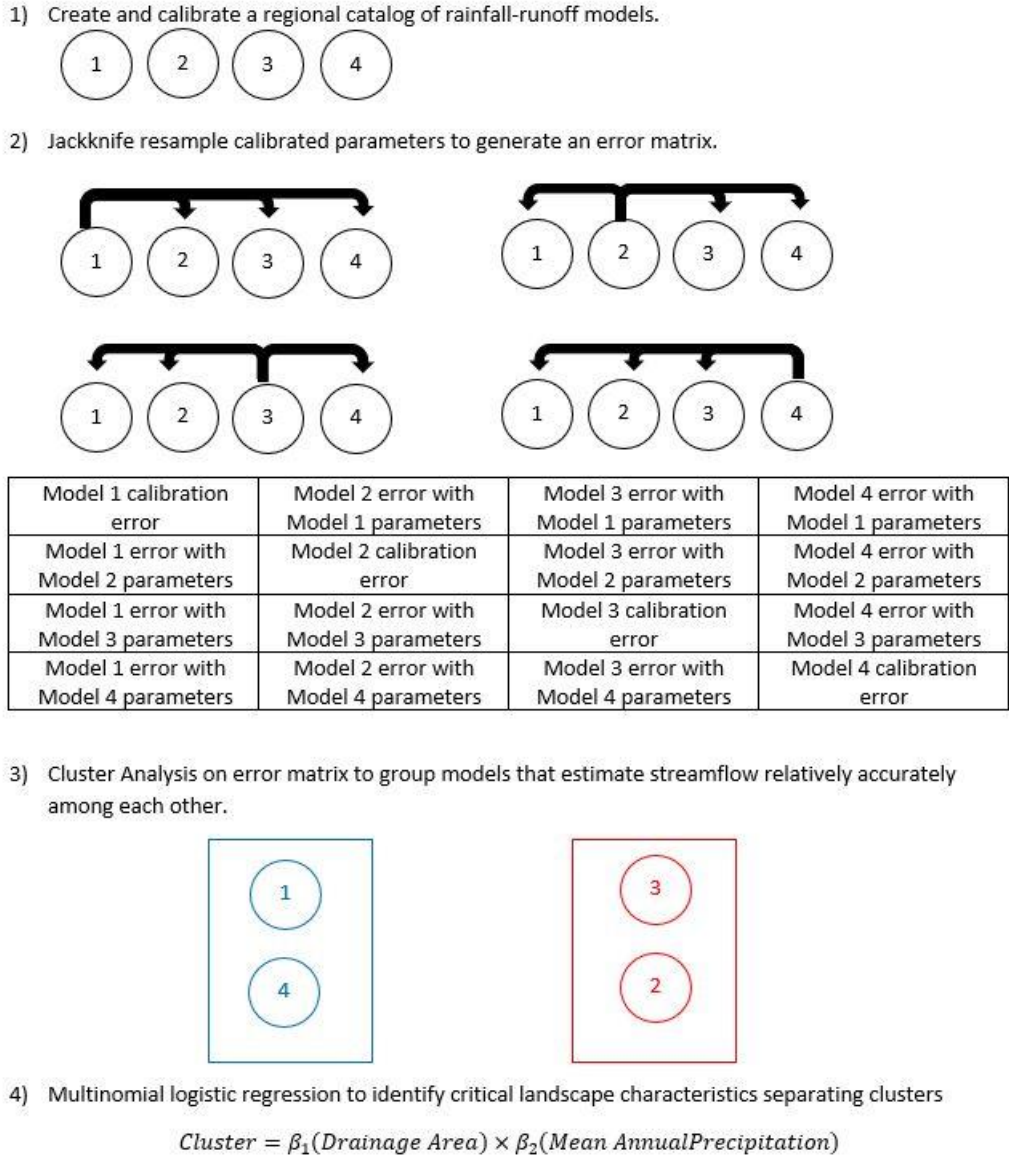 1) Create and calibrate a regional catalog of rainfall-runoff models.
1 2 3 4
2) Jackknife resample calibrated parameters to generate an error matrix.
1 2 3 4
1 2 3 4
1 2 3 4
1 2 3 4
Model 1 calibration error
Model 2 error with Model 1 parameters
Model 3 error with Model 1 parameters
Model 4 error with Model 1 parameters
Model 1 error with Model 2 parameters
Model 2 calibration error
Model 3 error with Model 2 parameters
Model 4 error with Model 2 parameters
Model 1 error with Model 3 parameters
Model 2 error with Model 3 parameters
Model 3 calibration error
Model 4 error with Model 3 parameters
Model 1 error with Model 4 parameters
Model 2 error with Model 4 parameters
Model 3 error with Model 4 parameters
Model 4 calibration error
3) Cluster Analysis on error matrix to group models that estimate streamflow relatively accurately
among each other.
1
4
3
2
4) Multinomial logistic regression to identify critical landscape characteristics separating clusters
Cluster = β₁(Drainage Area) × β₂(Mean AnnualPrecipitation)